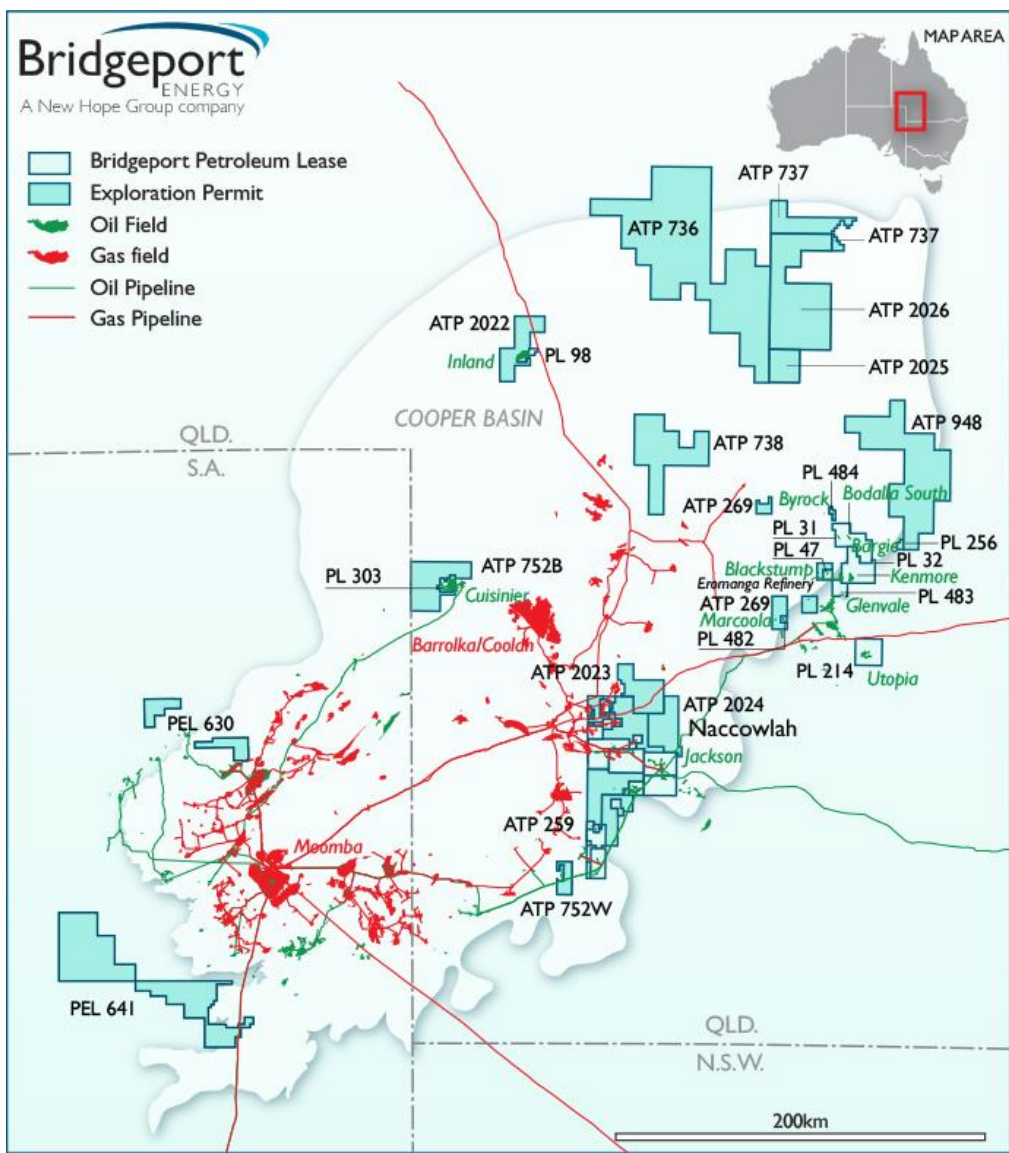 Bridgeport
ENERGY
A New Hope Group company
MAP AREA
Bridgeport Petroleum Lease
Exploration Permit
Oil Field
Gas field
Oil Pipeline
Gas Pipeline
ATP 737
ATP 736
ATP 737
ATP 2026
ATP 2022
Inland
PL 98
ATP 2025
COOPER BASIN
QLD.
S.A.
ATP 948
ATP 738
PL 484
Byrock
Bodalla South
ATP 269
PL 31
Bargie
PL 256
PL 47
PL 32
Blackstump
Kenmore
Eromanga Refinery
PL 483
ATP 752B
PL 303
Cuisinier
ATP 269
Glenvale
Marcoola
PL 482
Barrolka/Coolah
PL 214
Utopia
ATP 2023
ATP 2024
Naccowlah
Jackson
PEL 630
ATP 259
Moomba
ATP 752W
PEL 641
QLD.
N.S.W.
200km